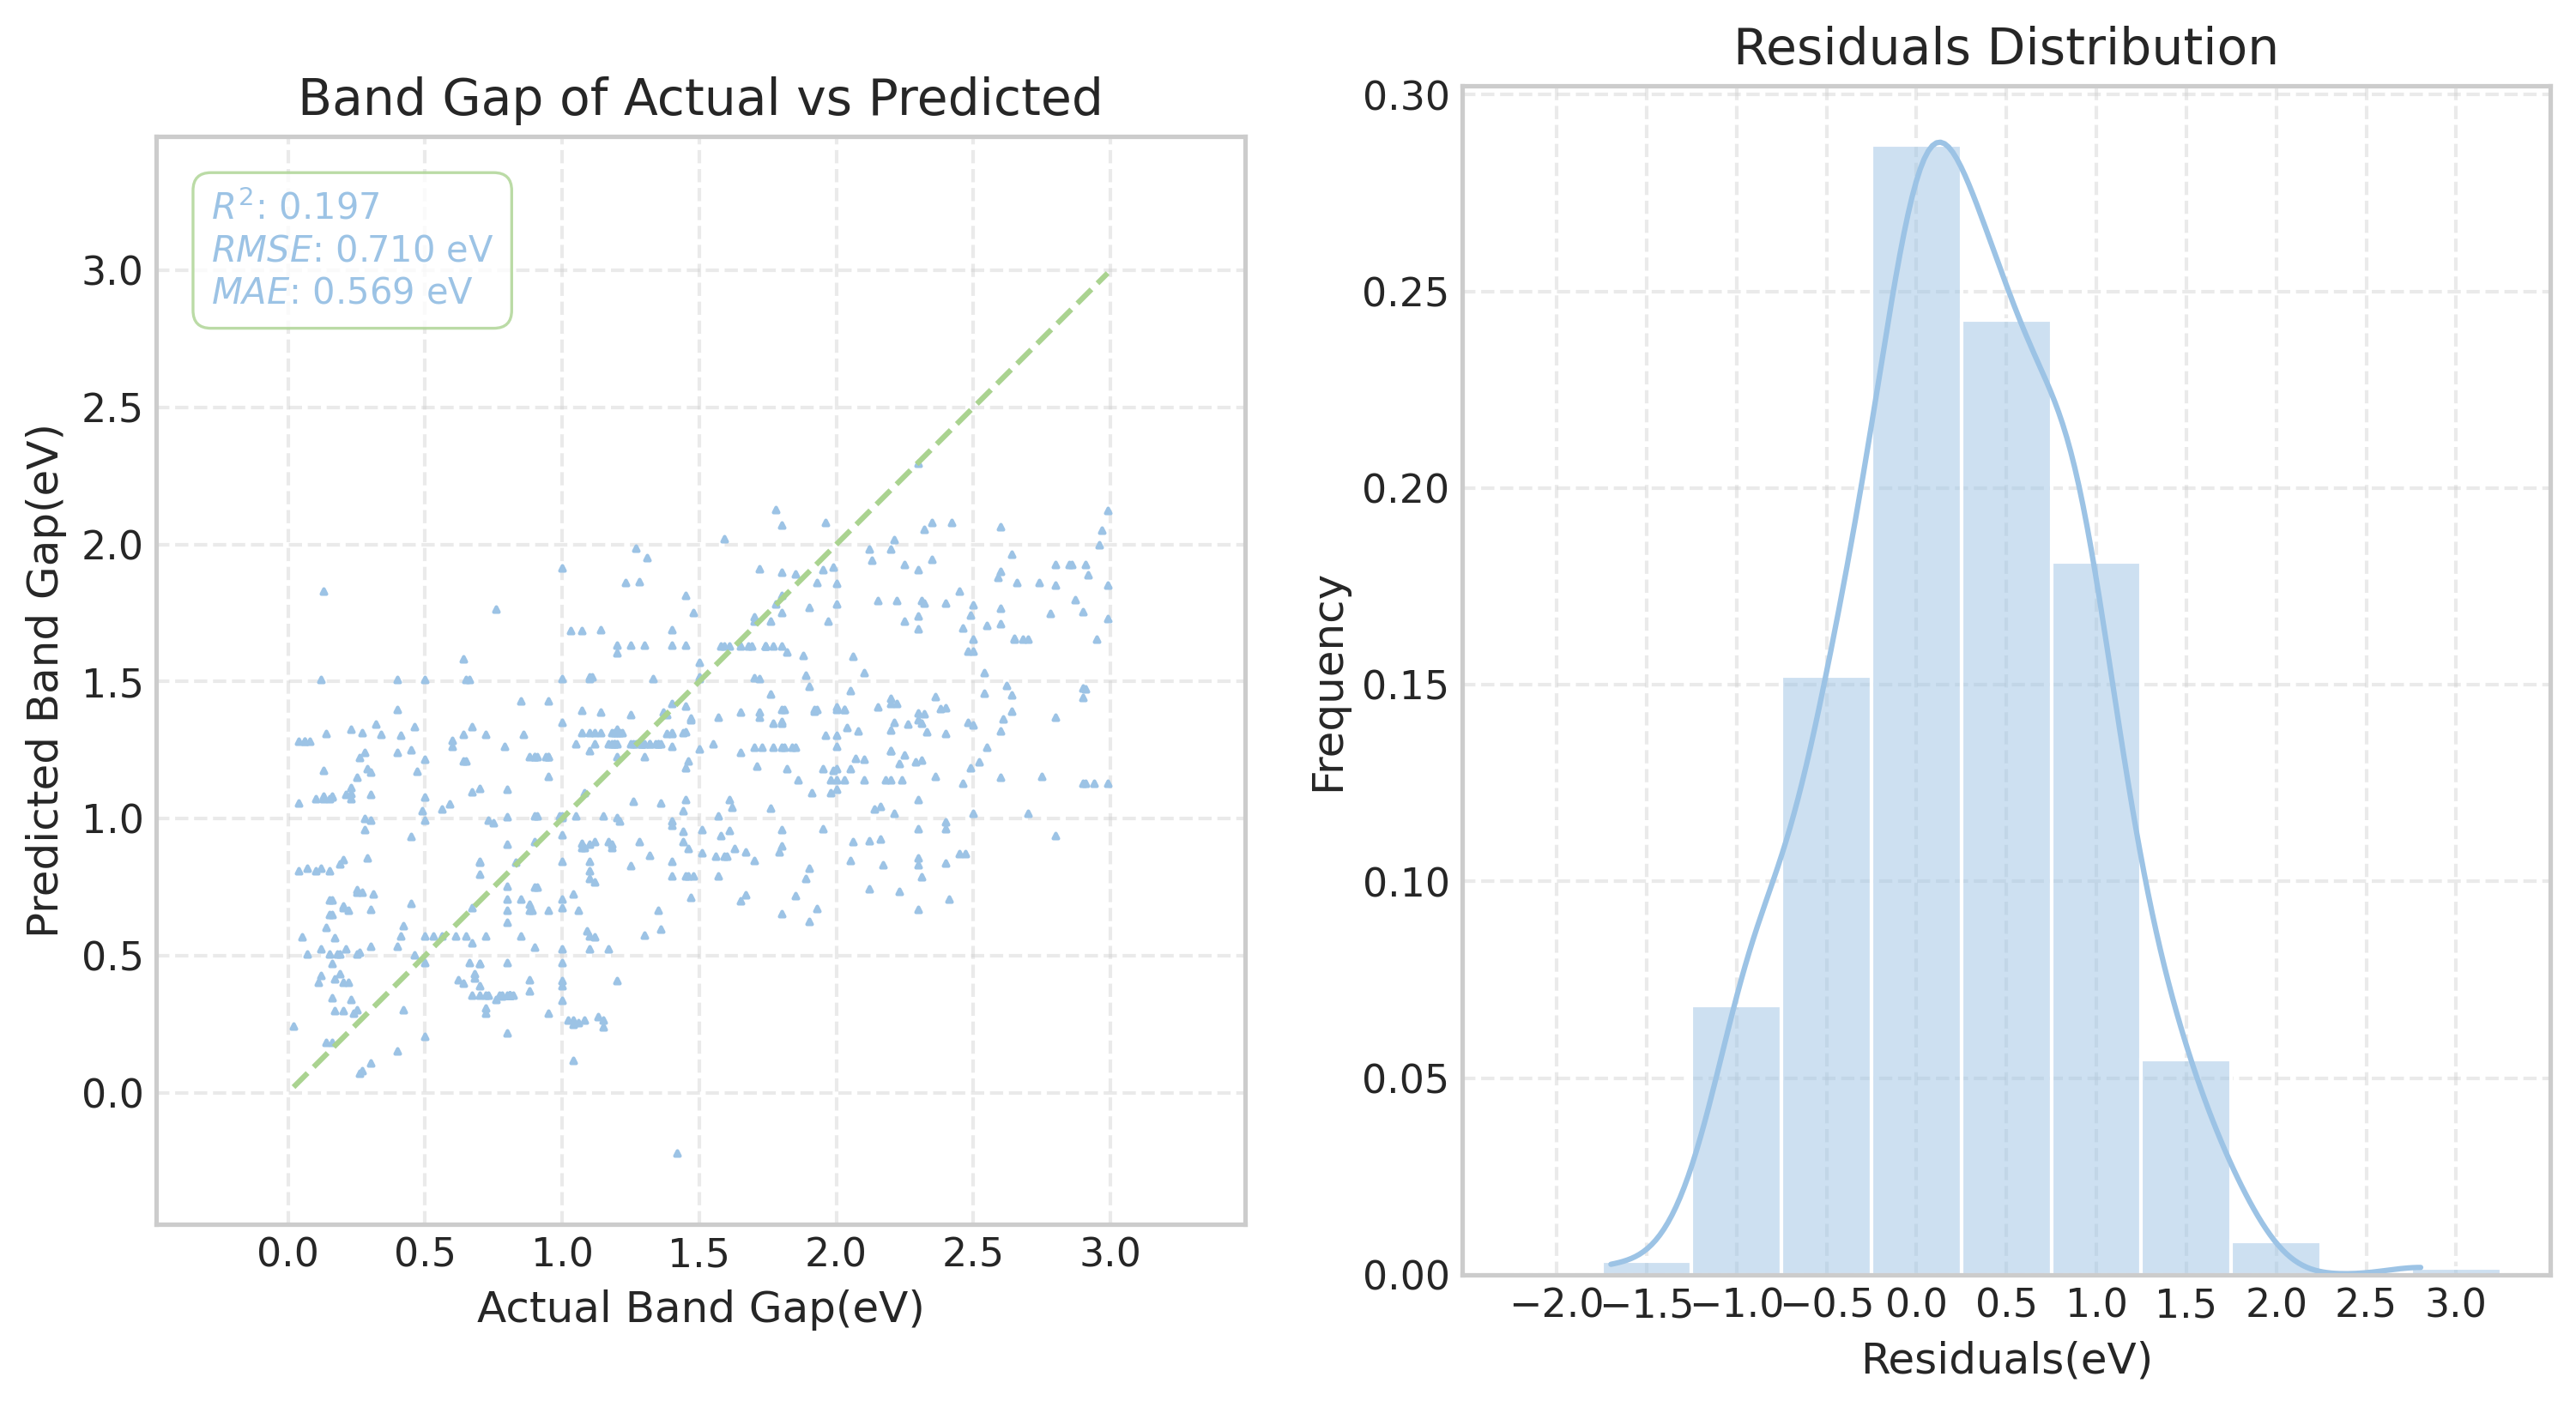 Band Gap of Actual vs Predicted
R²: 0.197
RMSE: 0.710 eV
MAE: 0.569 eV
Predicted Band Gap(eV)
3.0
2.5
2.0
1.5
1.0
0.5
0.0
0.0 0.5 1.0 1.5 2.0 2.5 3.0
Actual Band Gap(eV)
Residuals Distribution
Frequency
0.30
0.25
0.20
0.15
0.10
0.05
0.00
−2.0 −1.5 −1.0 −0.5 0.0 0.5 1.0 1.5 2.0 2.5 3.0
Residuals(eV)